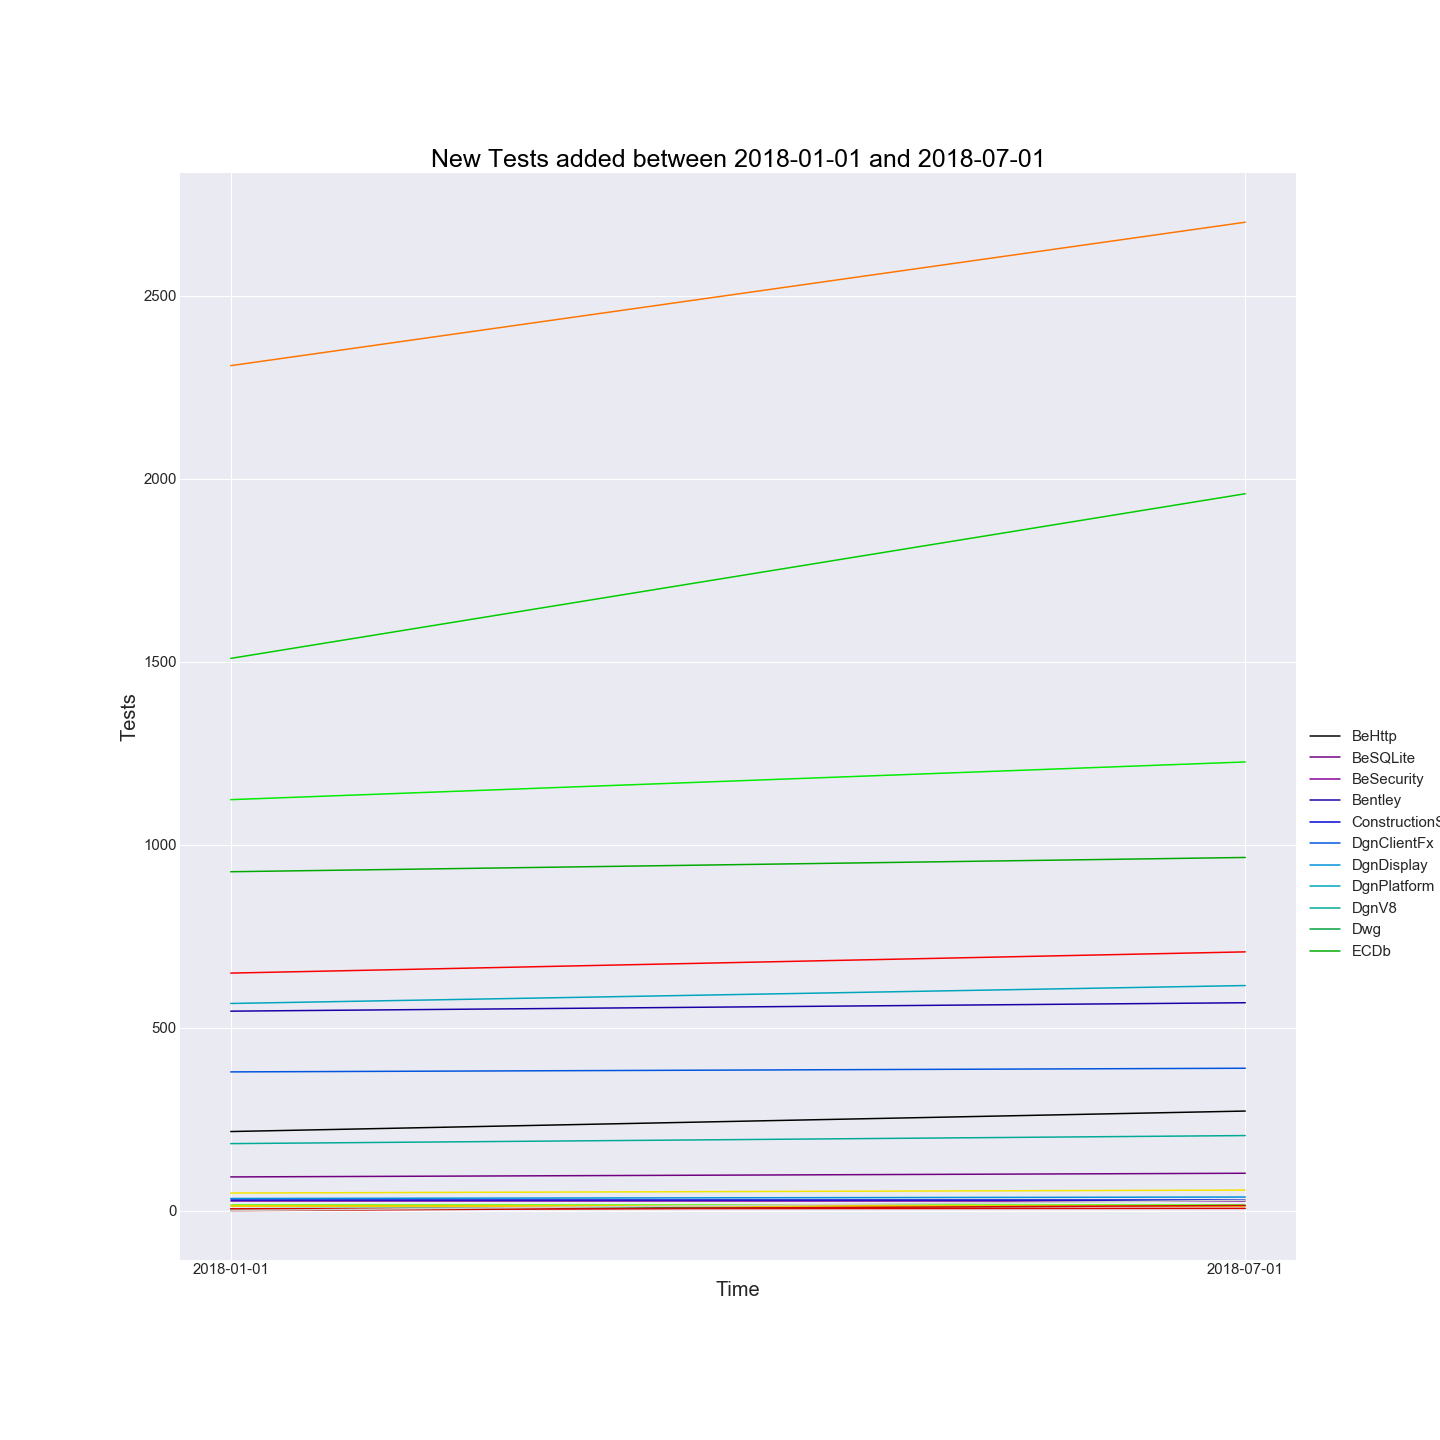 New Tests added between 2018-01-01 and 2018-07-01
2500
2000
1500
1000
500
0
Tests
2018-01-01
2018-07-01
Time
BeHttp
BeSQLite
BeSecurity
Bentley
ConstructionS
DgnClientFx
DgnDisplay
DgnPlatform
DgnV8
Dwg
ECDb